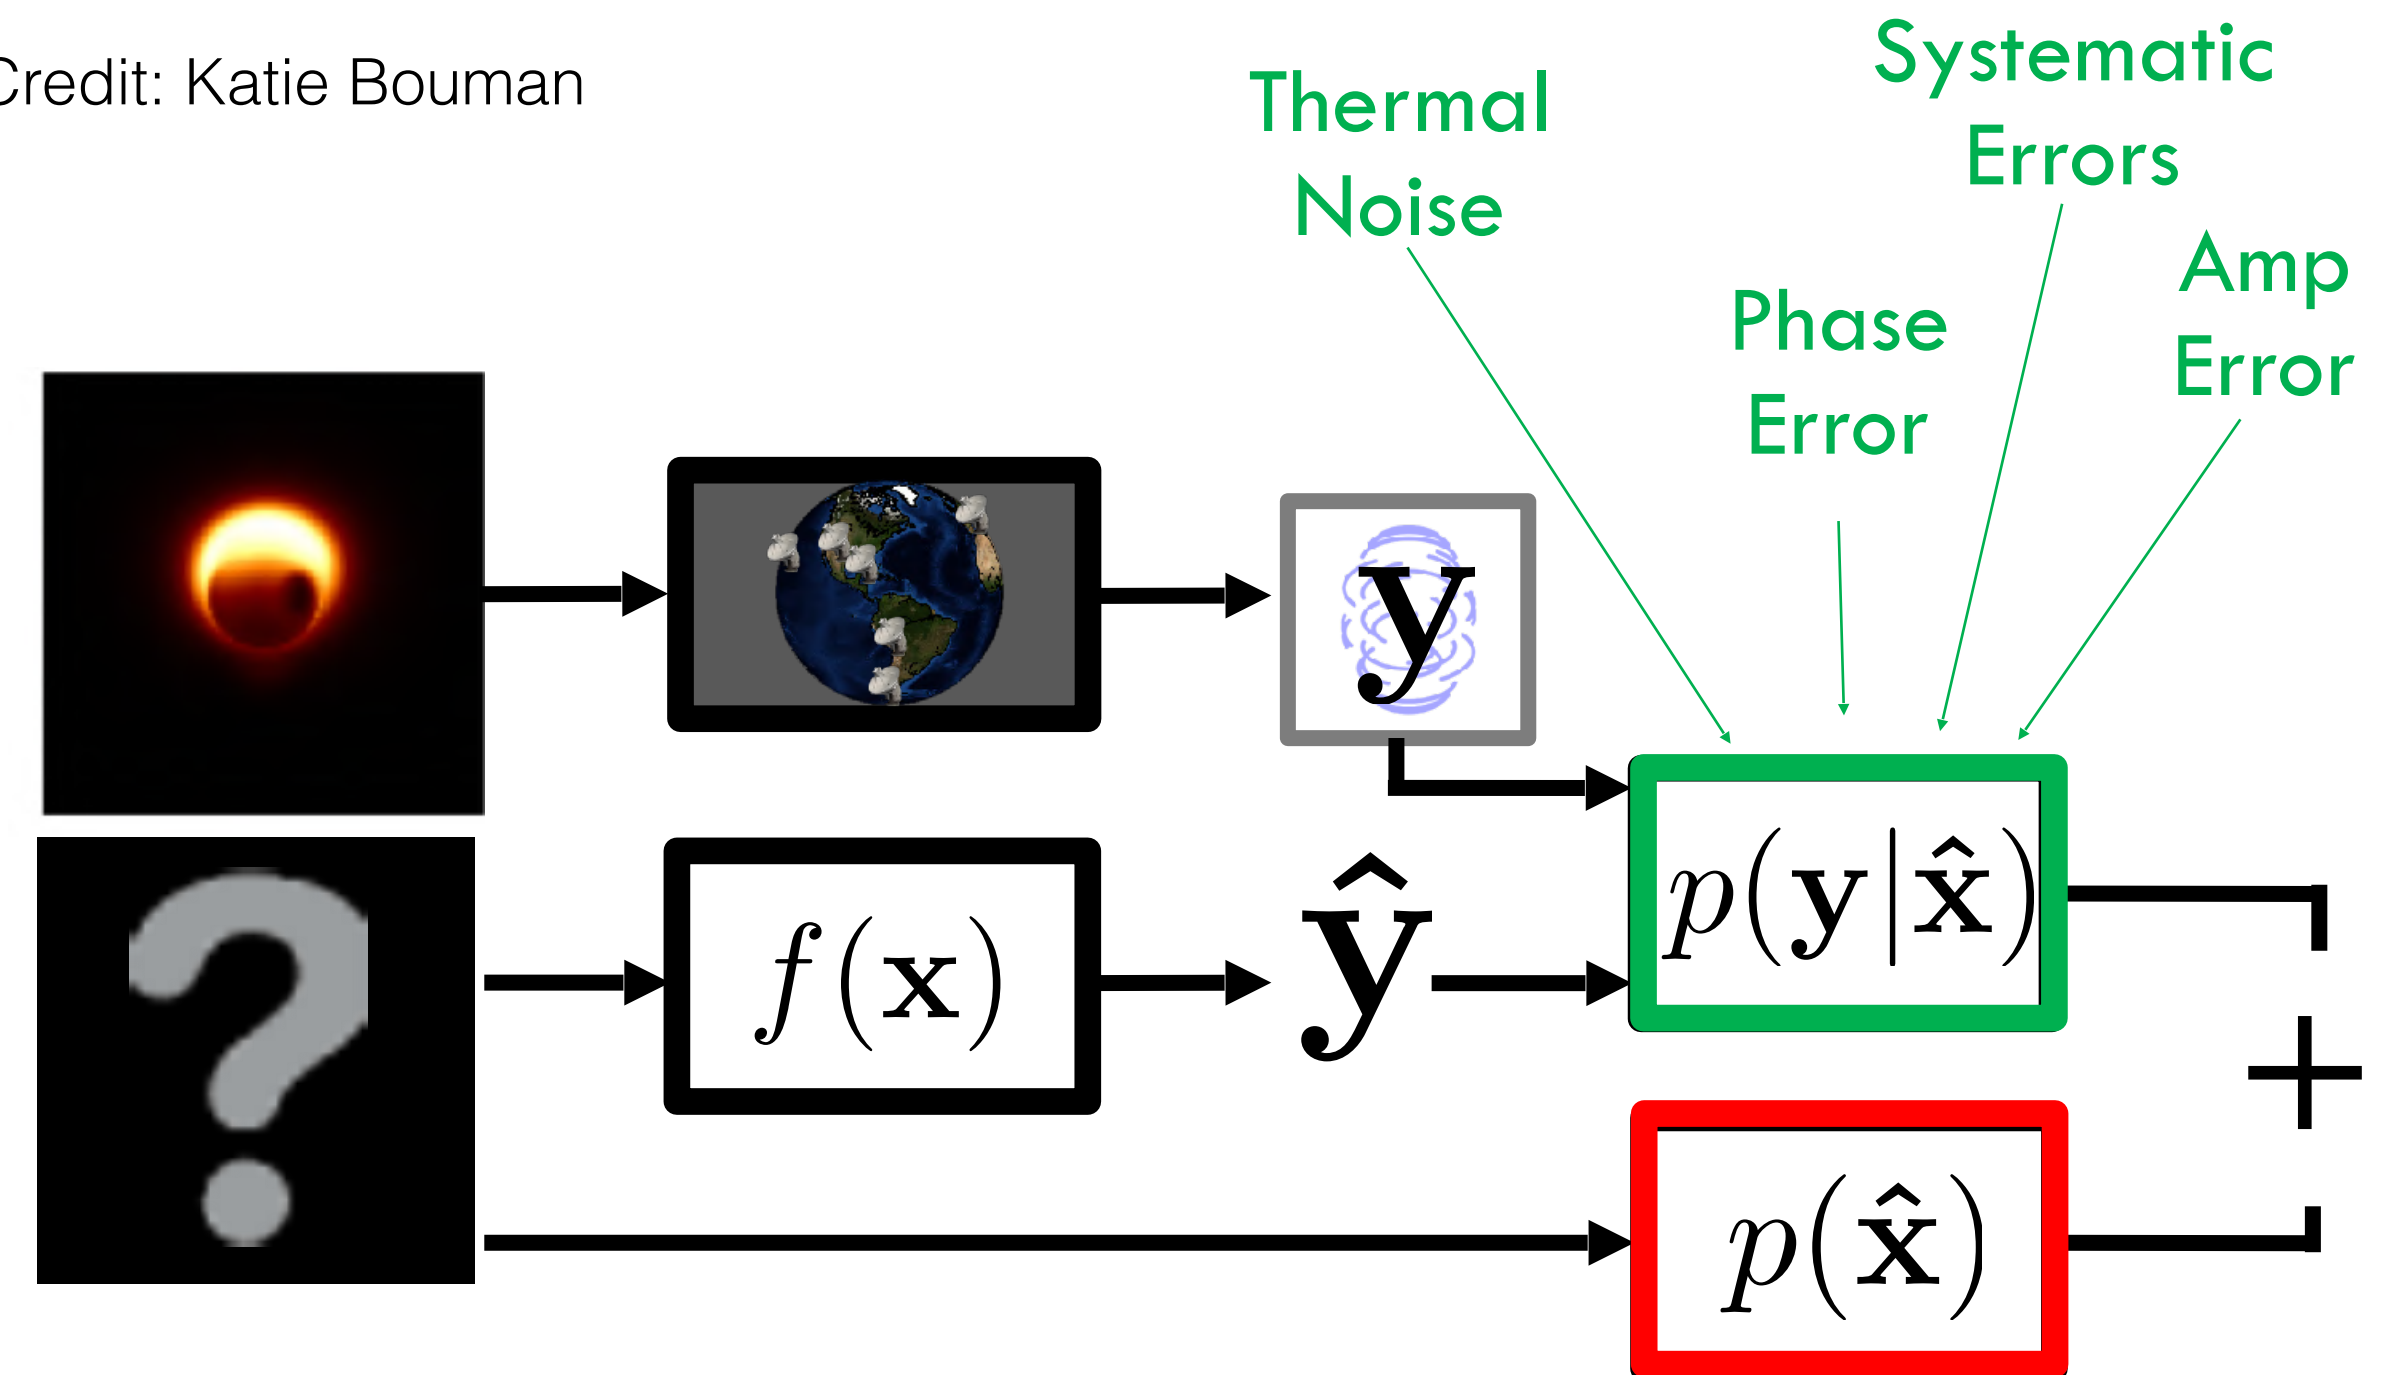 Credit: Katie Bouman
Thermal
Noise
Systematic
Errors
Phase
Error
Amp
Error
y
f(x)
ŷ
p(y|x̂)
+
p(x̂)
?